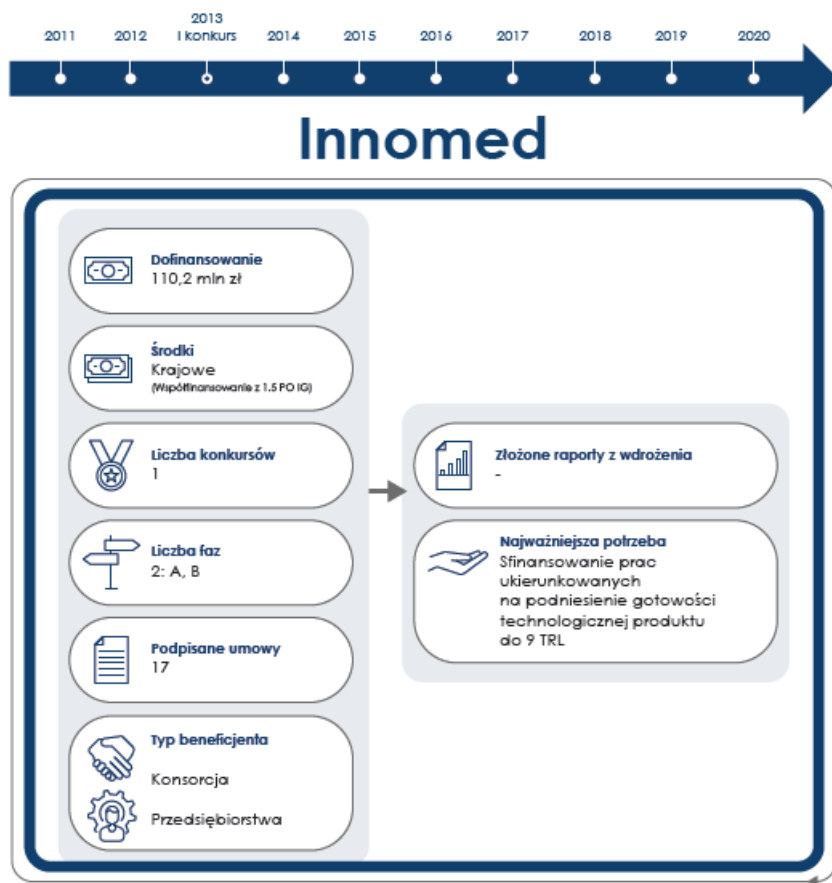 2011 2012 2013 2014 2015 2016 2017 2018 2019 2020
I konkurs
Innomed
Dofinansowanie
110,2 mln zł
Środki
Krajowe
(Współfinansowanie z 1.5 PO IG)
Liczba konkursów
1
Liczba faz
2: A, B
Podpisane umowy
17
Typ beneficjenta
Konsorcja
Przedsiębiorstwa
Złożone raporty z wdrożenia
-
Najważniejsza potrzeba
Sfinansowanie prac
ukierunkowanych
na podniesienie gotowości
technologicznej produktu
do 9 TRL